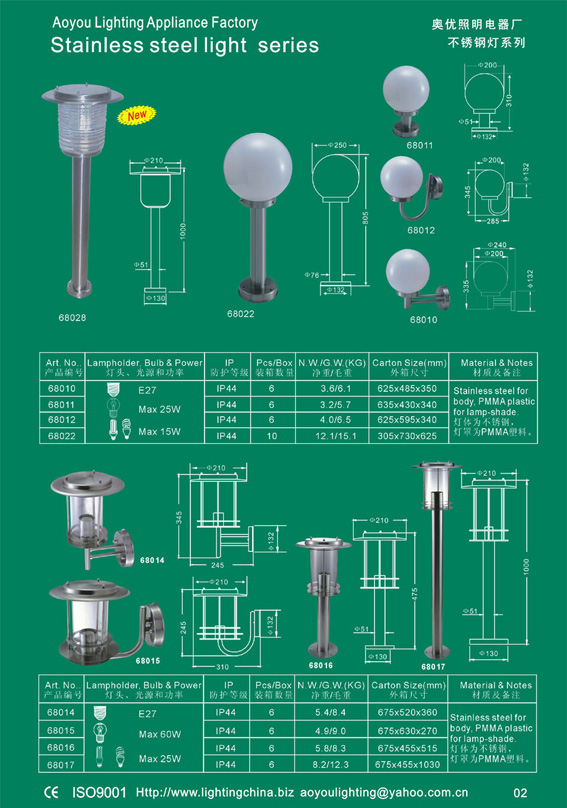 Aoyou Lighting Appliance Factory
奥优照明电器厂
Stainless steel light series
不锈钢灯系列
New
Φ210
1000
Φ51
Φ130
68028
Φ250
805
Φ76
Φ132
68022
Φ200
310
Φ51
Φ132
68011
Φ200
Φ132
345
285
68012
Φ240
Φ200
335
Φ132
68010
Art. No. Lampholder, Bulb & Power IP Pcs/Box N.W./G.W.(KG) Carton Size(mm) Material & Notes
产品编号 灯头、光源和功率 防护等级 装箱数量 净重/毛重 外箱尺寸 材质及备注
68010 E27 IP44 6 3.6/6.1 625x485x350
68011 Max 25W IP44 6 3.2/5.7 635x430x340
68012 IP44 6 4.0/6.5 625x595x340
68022 Max 15W IP44 10 12.1/15.1 305x730x625
Stainless steel for
body, PMMA plastic
for lamp-shade.
灯体为不锈钢，
灯罩为PMMA塑料。
Φ210
345
Φ132
245
68014
Φ210
245
Φ132
310
68015
Φ210
475
Φ51
Φ130
68016
Φ210
1000
Φ51
Φ130
68017
Art. No. Lampholder, Bulb & Power IP Pcs/Box N.W./G.W.(KG) Carton Size(mm) Material & Notes
产品编号 灯头、光源和功率 防护等级 装箱数量 净重/毛重 外箱尺寸 材质及备注
68014 E27 IP44 6 5.4/8.4 675x520x360
68015 Max 60W IP44 6 4.9/9.0 675x630x270
68016 IP44 6 5.8/8.3 675x455x515
68017 Max 25W IP44 6 8.2/12.3 675x455x1030
Stainless steel for
body, PMMA plastic
for lamp-shade.
灯体为不锈钢，
灯罩为PMMA塑料。
CE ISO9001 Http://www.lightingchina.biz aoyoulighting@yahoo.com.cn 02